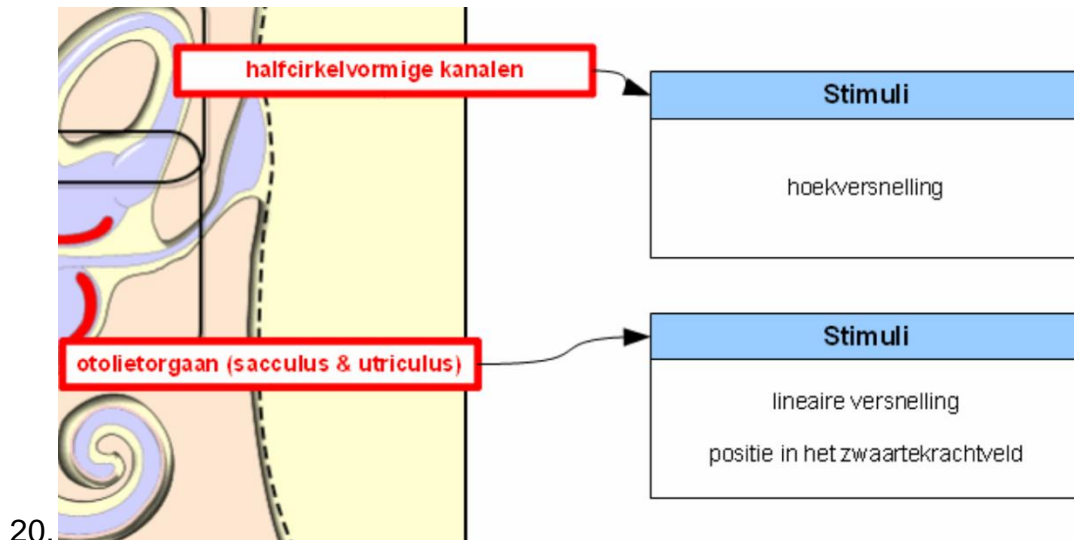 halfcirkelvormige kanalen
Stimuli
hoekversnelling
otolietorgaan (sacculus & utriculus)
Stimuli
lineaire versnelling
positie in het zwaartekrachtveld
20.